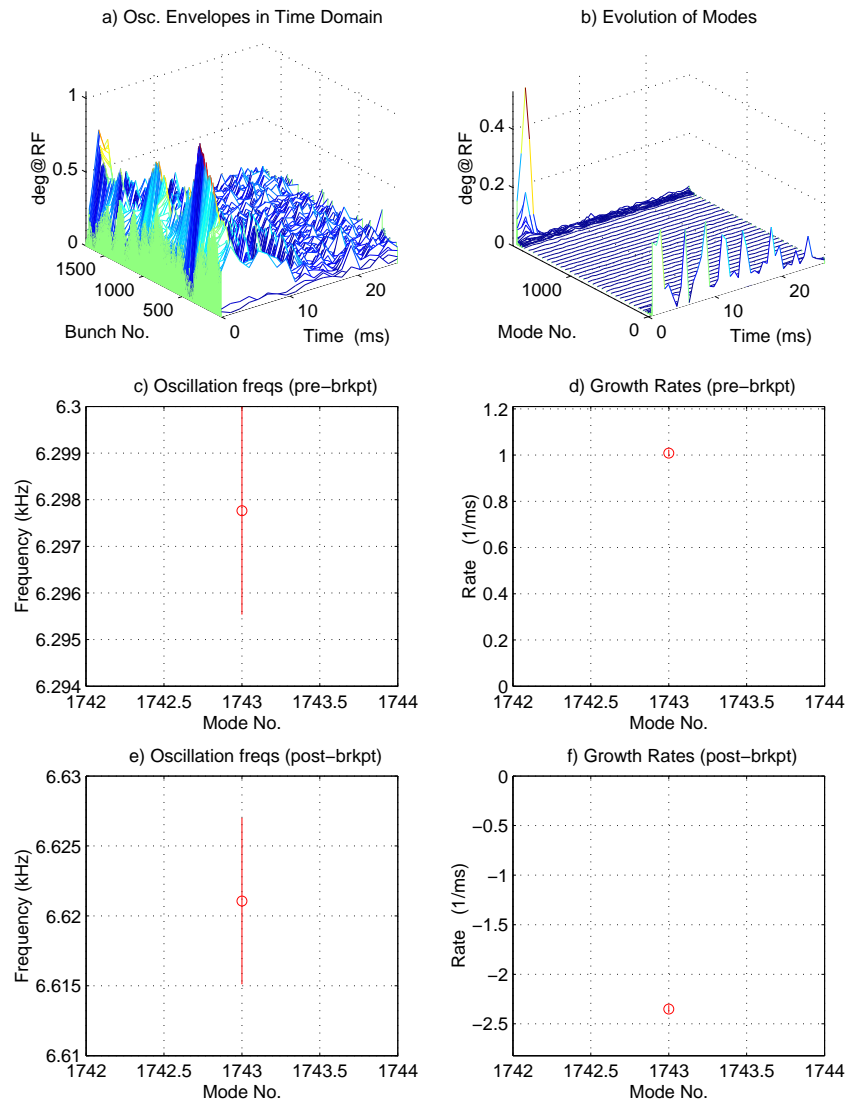 a) Osc. Envelopes in Time Domain
1
0.5
0
deg@RF
1500
1000
500
Bunch No.
0
10
20
Time (ms)
b) Evolution of Modes
0.4
0.2
0
deg@RF
1000
0
Mode No.
0
10
20
Time (ms)
c) Oscillation freqs (pre−brkpt)
6.3
6.299
6.298
6.297
6.296
6.295
6.294
Frequency (kHz)
1742 1742.5 1743 1743.5 1744
Mode No.
d) Growth Rates (pre−brkpt)
1.2
1
0.8
0.6
0.4
0.2
0
Rate (1/ms)
1742 1742.5 1743 1743.5 1744
Mode No.
e) Oscillation freqs (post−brkpt)
6.63
6.625
6.62
6.615
6.61
Frequency (kHz)
1742 1742.5 1743 1743.5 1744
Mode No.
f) Growth Rates (post−brkpt)
0
−0.5
−1
−1.5
−2
−2.5
Rate (1/ms)
1742 1742.5 1743 1743.5 1744
Mode No.